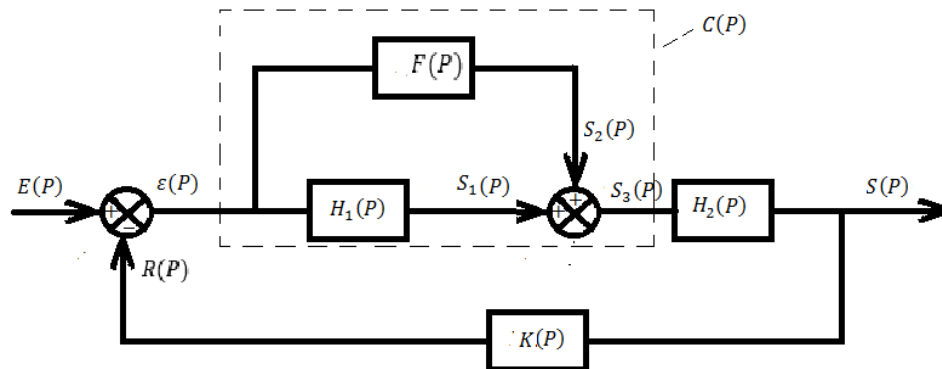 C(P)
F(P)
S₂(P)
E(P)
ε(P)
S₁(P)
S₃(P)
S(P)
+
H₁(P)
+
+
H₂(P)
−
R(P)
K(P)